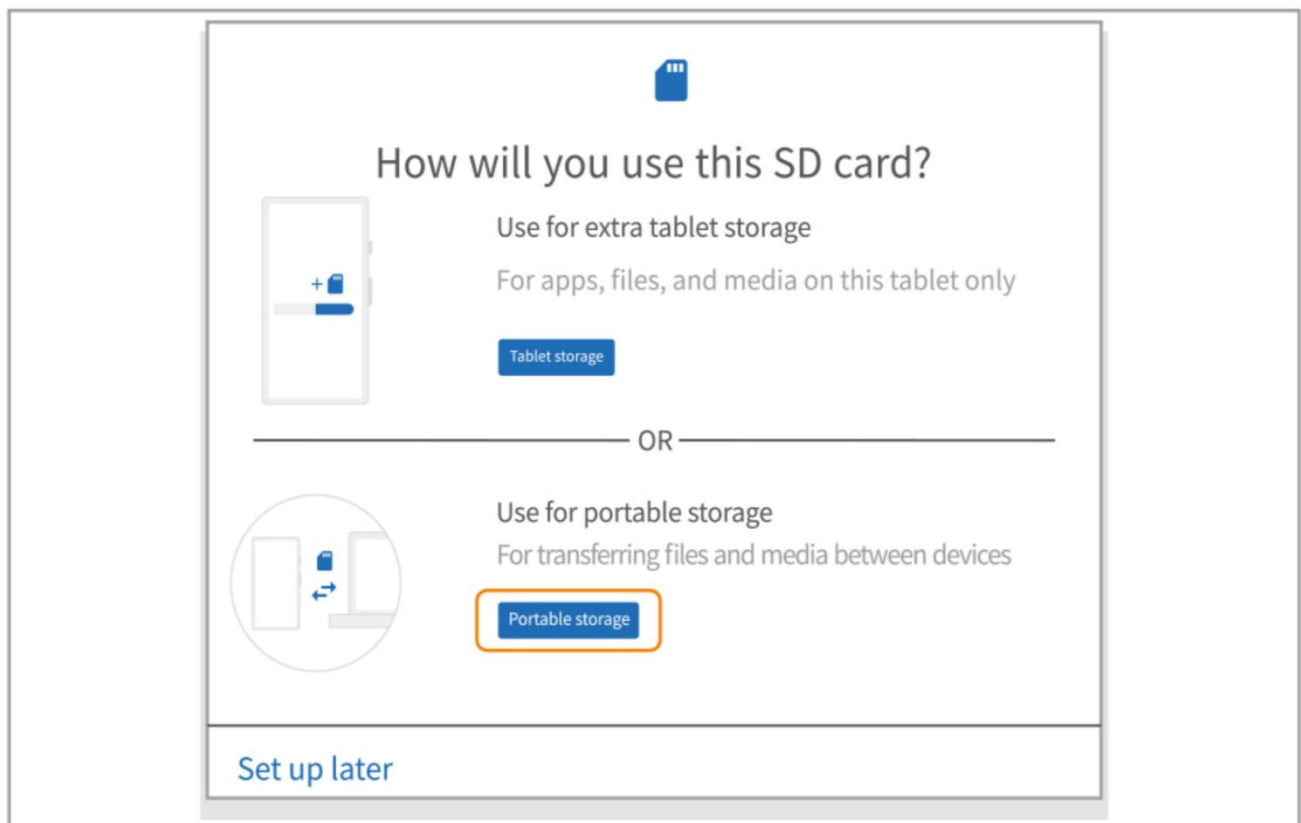 How will you use this SD card?
Use for extra tablet storage
For apps, files, and media on this tablet only
Tablet storage
OR
Use for portable storage
For transferring files and media between devices
Portable storage
Set up later